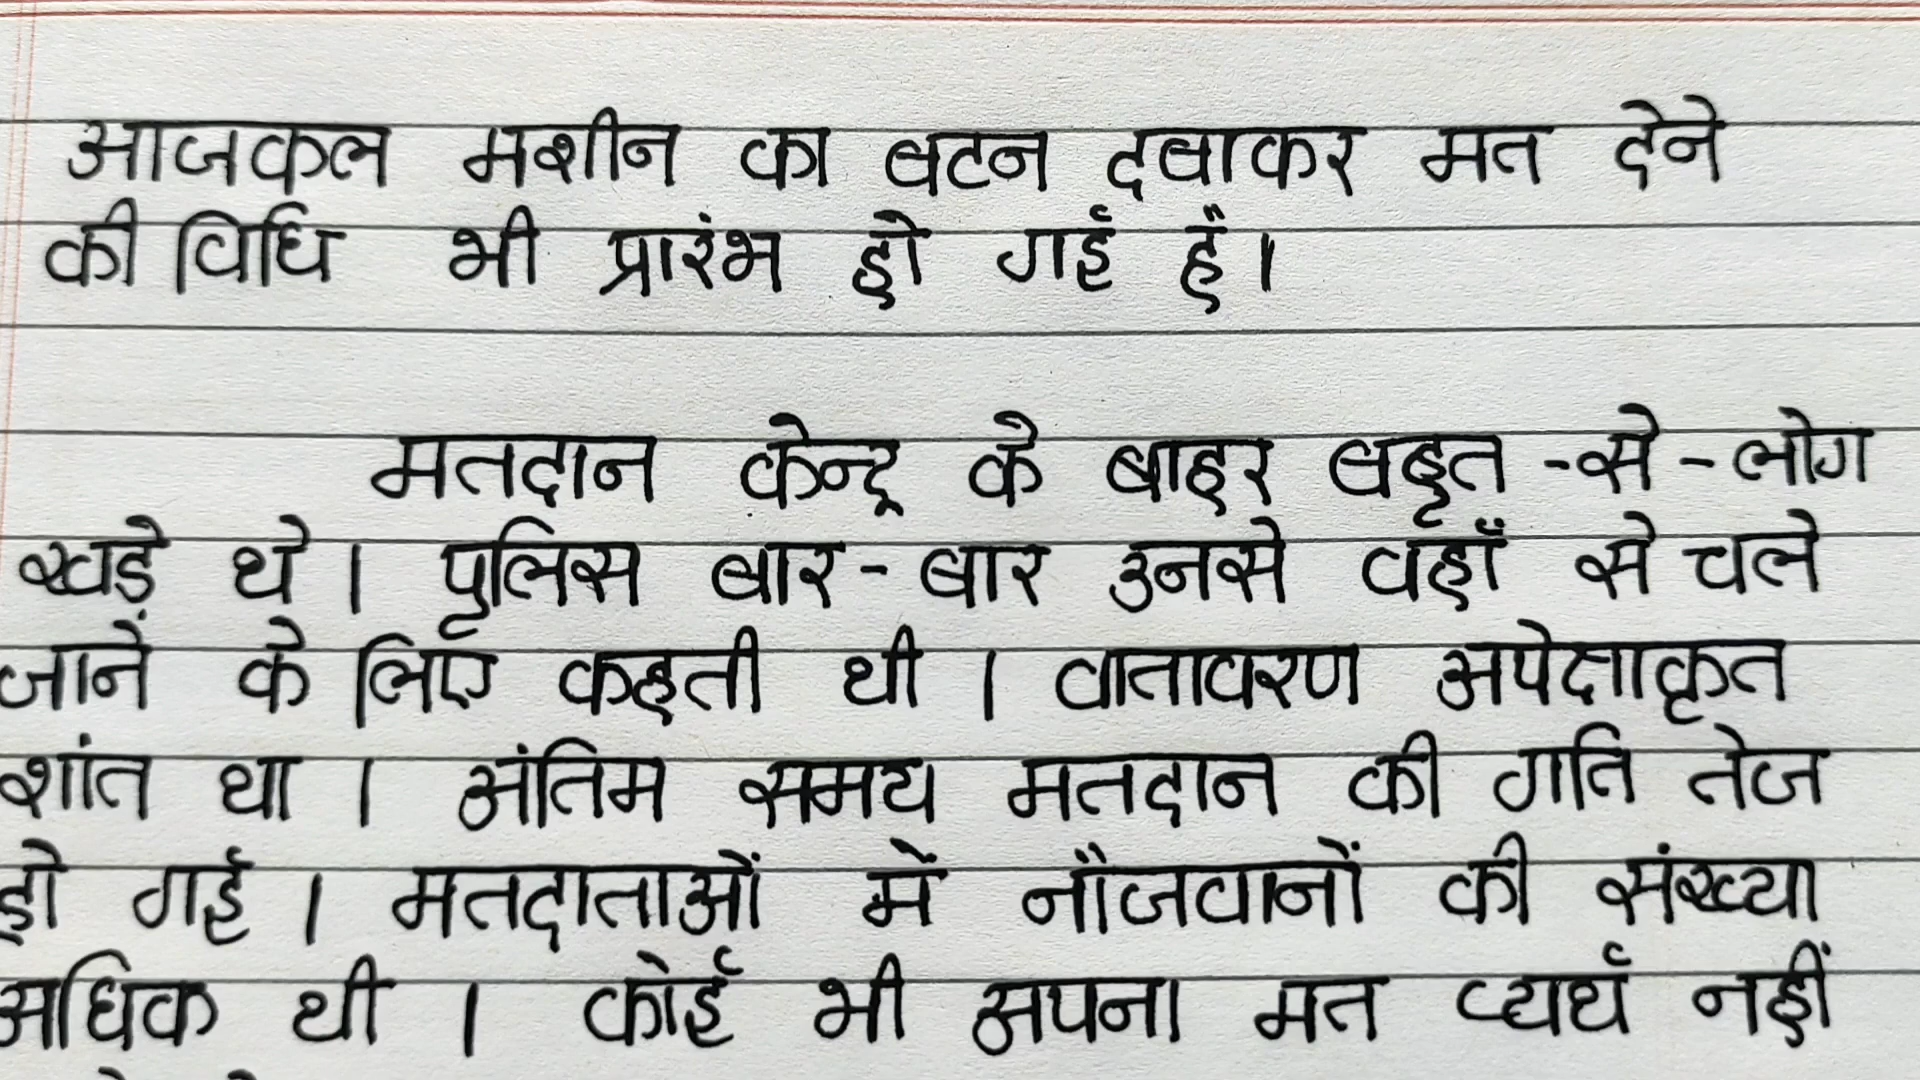 आजकल मशीन का बटन दबाकर मत देने
की विधि भी प्रारंभ हो गई है।
मतदान केन्द्र के बाहर बहुत -से - लोग
खड़े थे । पुलिस बार - बार उनसे वहाँ से चले
जाने के लिए कहती थी । वातावरण अपेक्षाकृत
शांत था । अंतिम समय मतदान की गति तेज
हो गई । मतदाताओं में नौजवानों की संख्या
अधिक थी । कोई भी अपना मत व्यर्थ नहीं